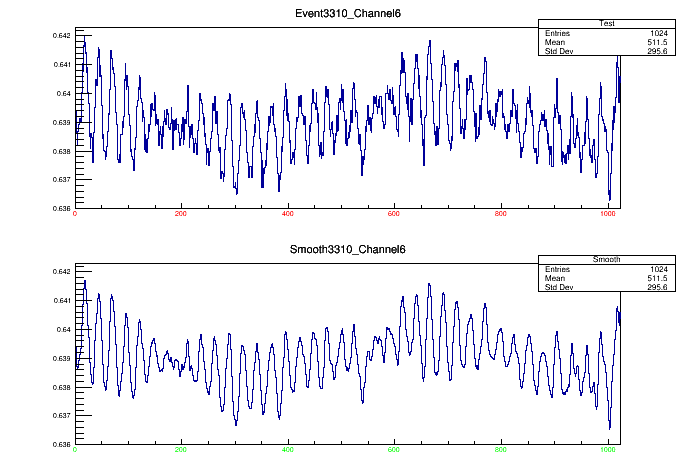 Event3310_Channel6
Test
Entries 1024
Mean 511.5
Std Dev 295.6
0.642
0.641
0.64
0.639
0.638
0.637
0.636
0 200 400 600 800 1000
Smooth3310_Channel6
Smooth
Entries 1024
Mean 511.5
Std Dev 295.6
0.642
0.641
0.64
0.639
0.638
0.637
0.636
0 200 400 600 800 1000